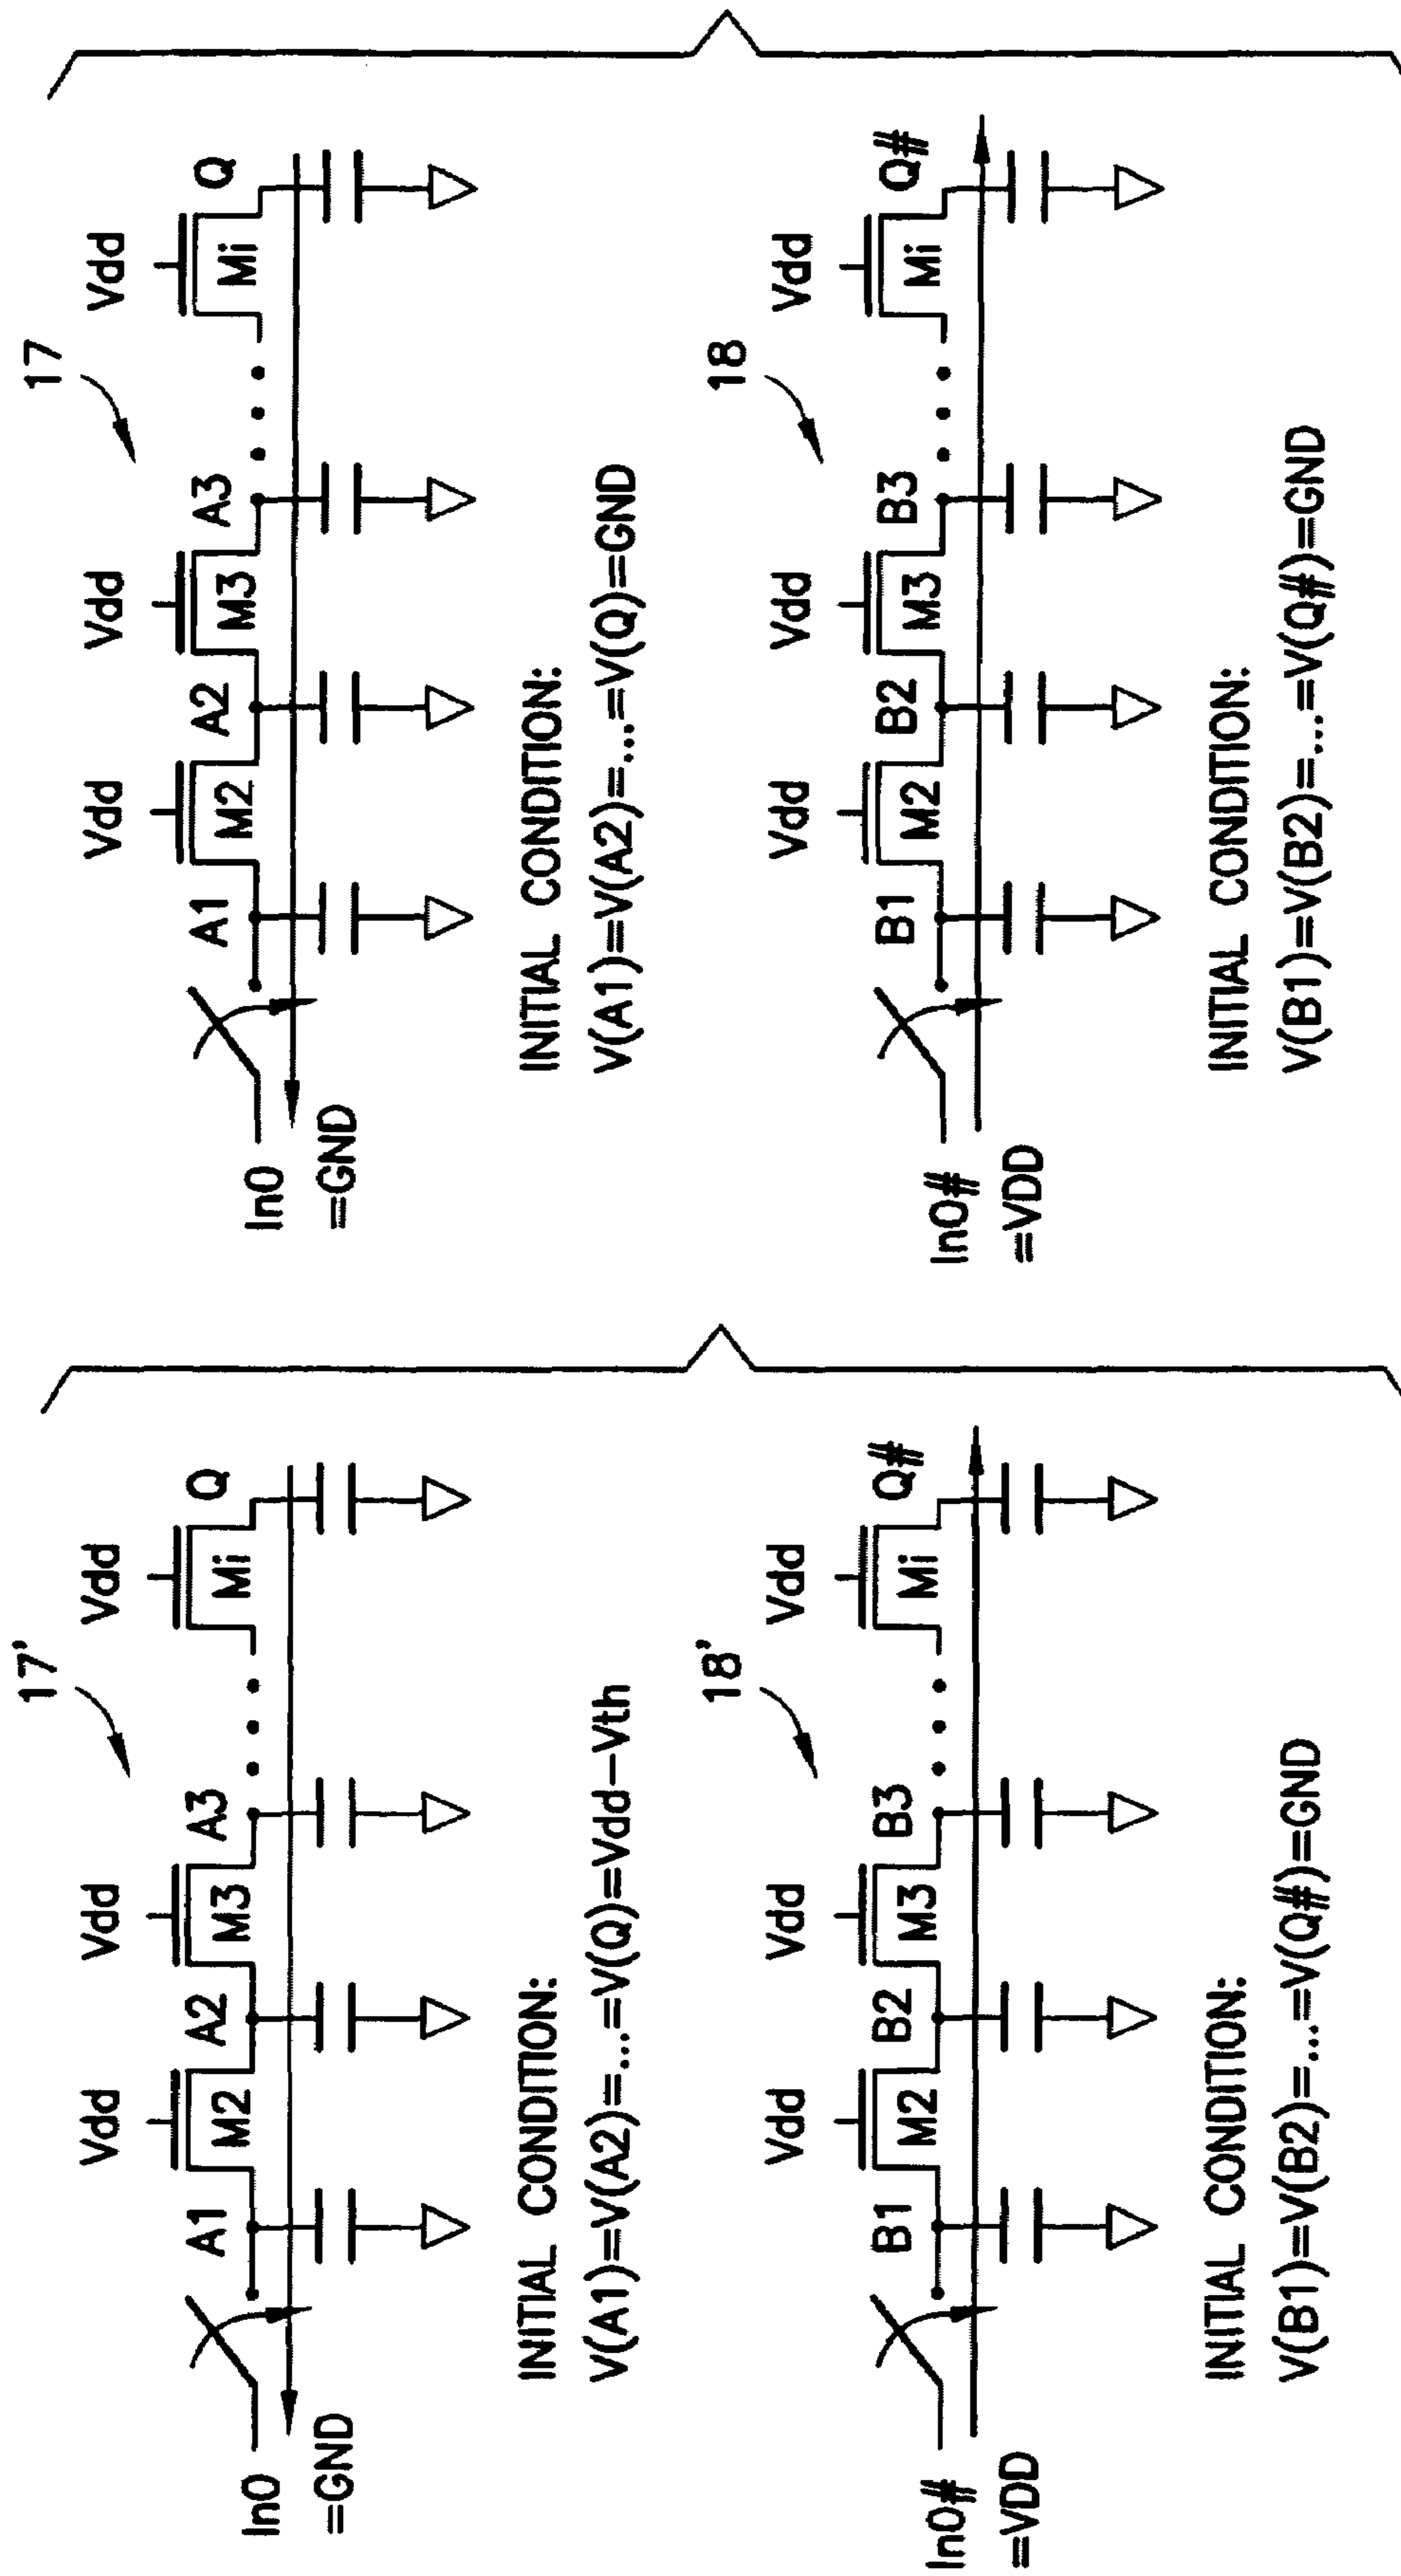 17'
Vdd Vdd Vdd
A1 M2 A2 M3 A3 Mi Q
In0
=GND
INITIAL CONDITION:
V(A1)=V(A2)=...=V(Q)=Vdd-Vth
18'
Vdd Vdd Vdd
B1 M2 B2 M3 B3 Mi Q#
In0#
=VDD
INITIAL CONDITION:
V(B1)=V(B2)=...=V(Q#)=GND
17
Vdd Vdd Vdd
A1 M2 A2 M3 A3 Mi Q
In0
=GND
INITIAL CONDITION:
V(A1)=V(A2)=...=V(Q)=GND
18
Vdd Vdd Vdd
B1 M2 B2 M3 B3 Mi Q#
In0#
=VDD
INITIAL CONDITION:
V(B1)=V(B2)=...=V(Q#)=GND